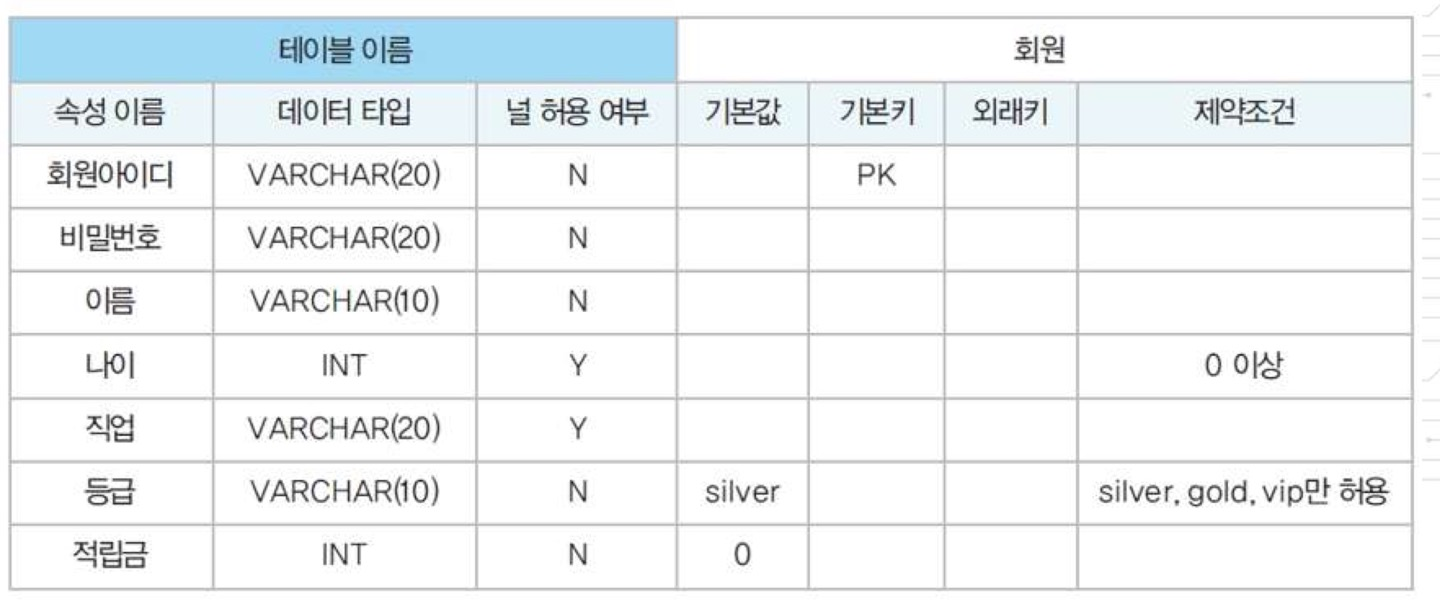 테이블 이름 회원
속성 이름 데이터 타입 널 허용 여부 기본값 기본키 외래키 제약조건
회원아이디 VARCHAR(20) N PK
비밀번호 VARCHAR(20) N
이름 VARCHAR(10) N
나이 INT Y 0 이상
직업 VARCHAR(20) Y
등급 VARCHAR(10) N silver silver, gold, vip만 허용
적립금 INT N 0